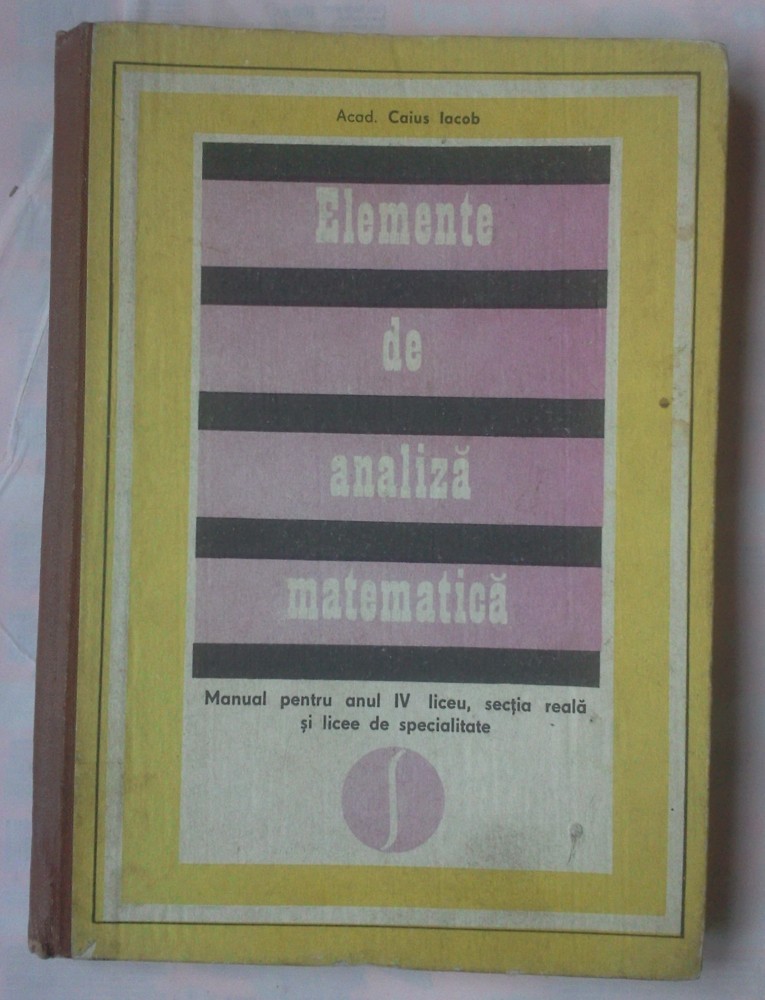 Acad. Caius Iacob
Elemente
de
analiză
matematică
Manual pentru anul IV liceu, secția reală
și licee de specialitate
∫